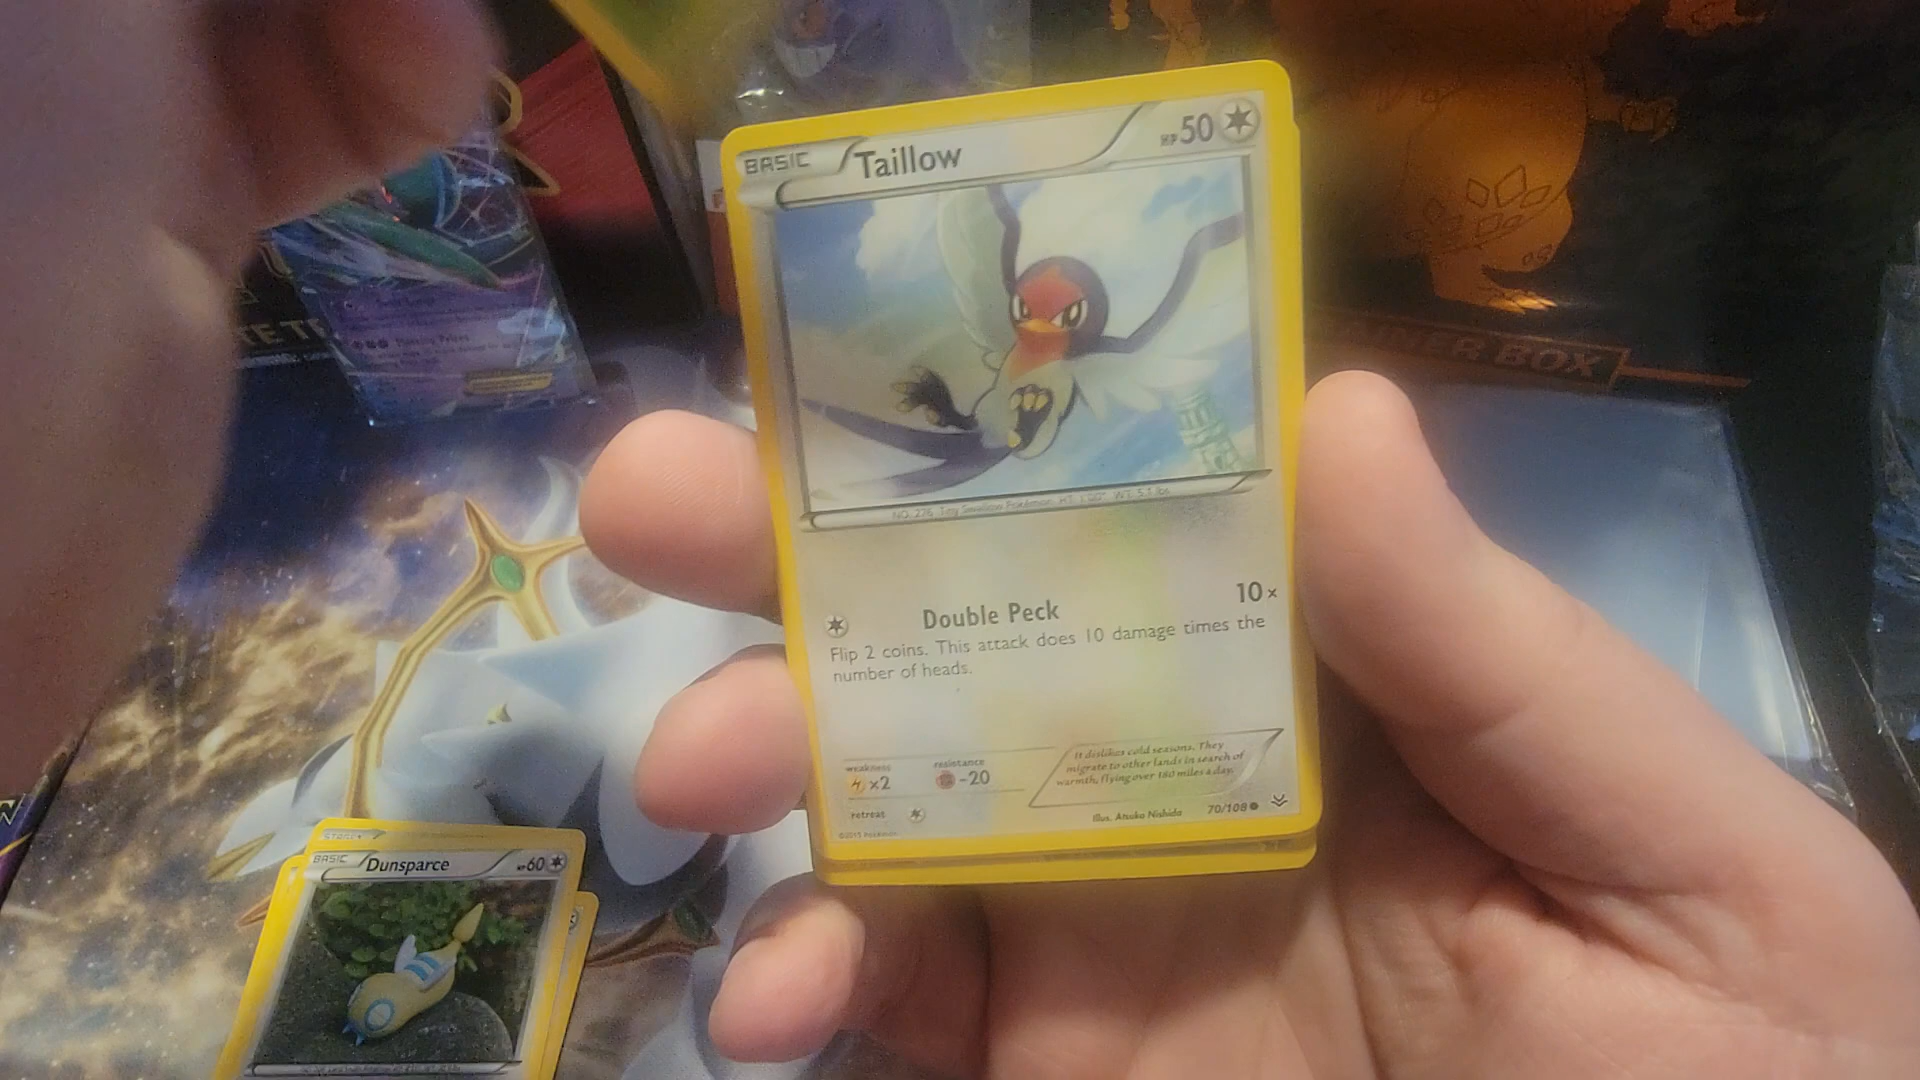 BASIC Taillow HP 50
NO. 276 Tiny Swallow Pokémon HT: 1'00" WT: 5.1 lbs
Double Peck 10×
Flip 2 coins. This attack does 10 damage times the
number of heads.
weakness
×2
resistance
-20
retreat
It dislikes cold seasons. They
migrate to other lands in search of
warmth, flying over 180 miles a day.
Illus. Atsuko Nishida 70/108
©2015 Pokémon
BASIC Dunsparce HP 60
BOX